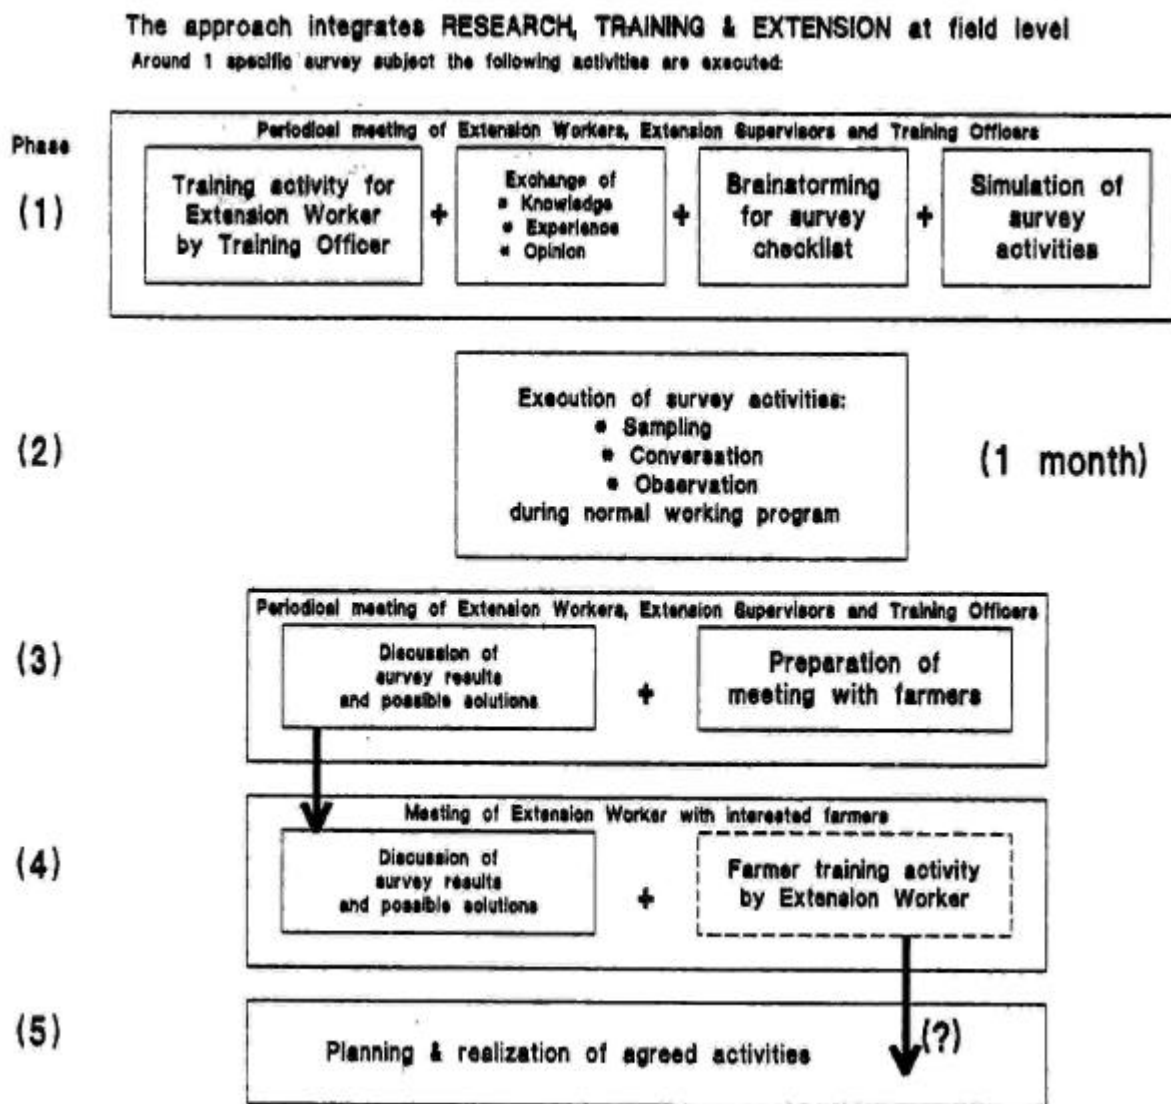 The approach integrates RESEARCH, TRAINING & EXTENSION at field level
Around 1 specific survey subject the following activities are executed:
Phase
Periodical meeting of Extension Workers, Extension Supervisors and Training Officers
(1)
Training activity for
Extension Worker
by Training Officer
+
Exchange of
* Knowledge
* Experience
* Opinion
+
Brainstorming
for survey
checklist
+
Simulation of
survey
activities
(2)
Execution of survey activities:
* Sampling
* Conversation
* Observation
during normal working program
(1 month)
Periodical meeting of Extension Workers, Extension Supervisors and Training Officers
(3)
Discussion of
survey results
and possible solutions
+
Preparation of
meeting with farmers
Meeting of Extension Worker with interested farmers
(4)
Discussion of
survey results
and possible solutions
+
Farmer training activity
by Extension Worker
(5)
Planning & realization of agreed activities
(?)